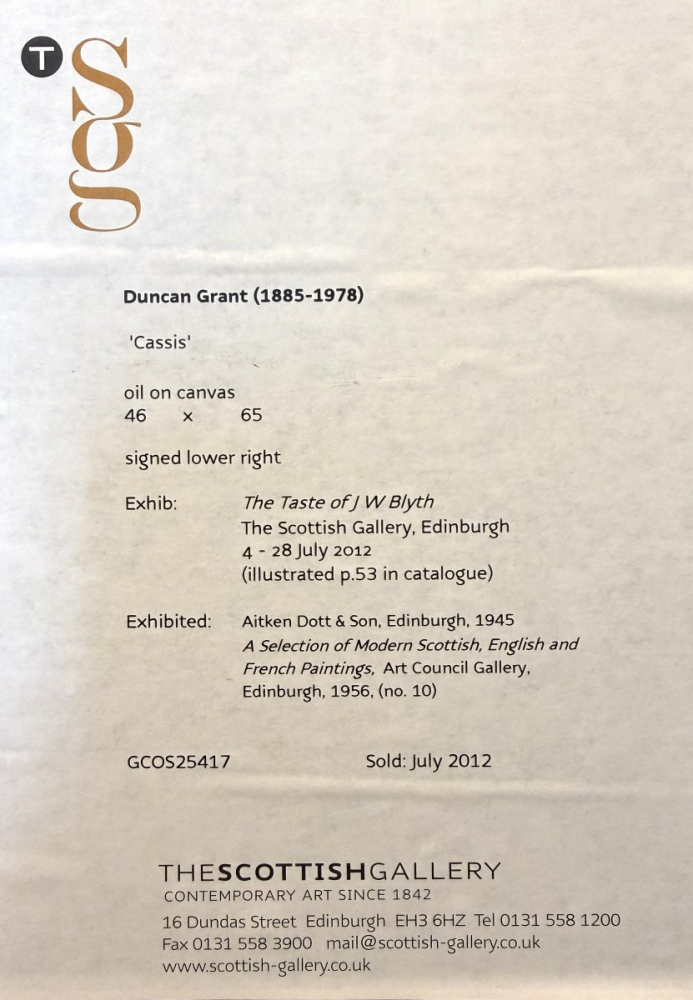 T sg
Duncan Grant (1885-1978)
'Cassis'
oil on canvas
46 x 65
signed lower right
Exhib: The Taste of J W Blyth
The Scottish Gallery, Edinburgh
4 - 28 July 2012
(illustrated p.53 in catalogue)
Exhibited: Aitken Dott & Son, Edinburgh, 1945
A Selection of Modern Scottish, English and
French Paintings, Art Council Gallery,
Edinburgh, 1956, (no. 10)
GCOS25417 Sold: July 2012
THESCOTTISHGALLERY
CONTEMPORARY ART SINCE 1842
16 Dundas Street Edinburgh EH3 6HZ Tel 0131 558 1200
Fax 0131 558 3900 mail@scottish-gallery.co.uk
www.scottish-gallery.co.uk